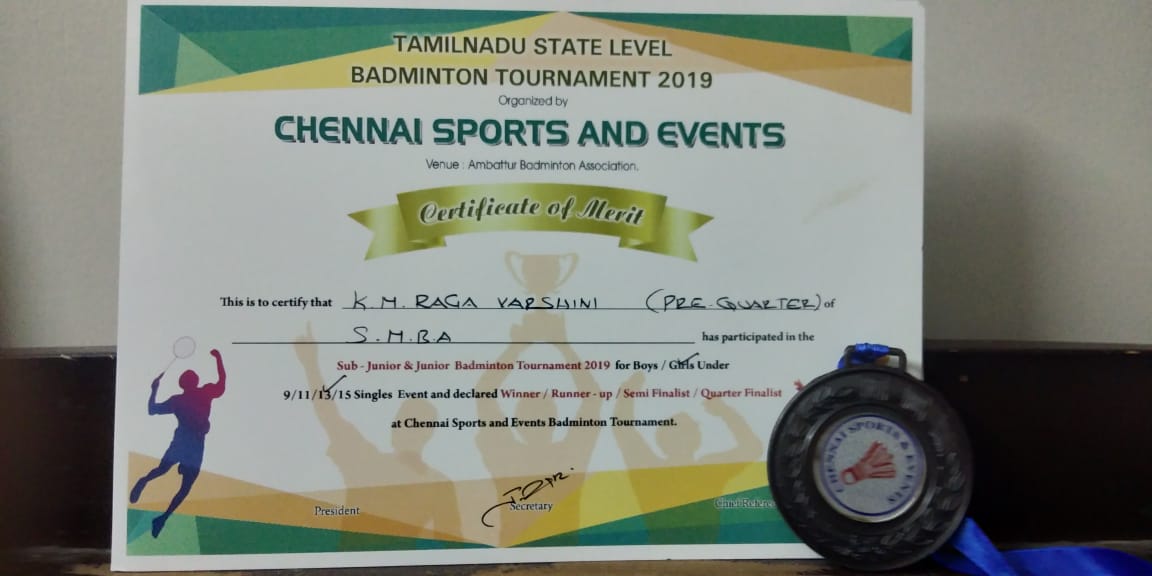 TAMILNADU STATE LEVEL
BADMINTON TOURNAMENT 2019
Organized by
CHENNAI SPORTS AND EVENTS
Venue : Ambattur Badminton Association.
Certificate of Merit
This is to certify that K.M. RAGA VARSHINI (PRE-QUARTER) of
S.M.B.A has participated in the
Sub - Junior & Junior Badminton Tournament 2019 for Boys / Girls Under
9/11/13/15 Singles Event and declared Winner / Runner - up / Semi Finalist / Quarter Finalist
at Chennai Sports and Events Badminton Tournament.
President
Secretary
Chief Refere
CHENNAI SPORTS & EVENTS